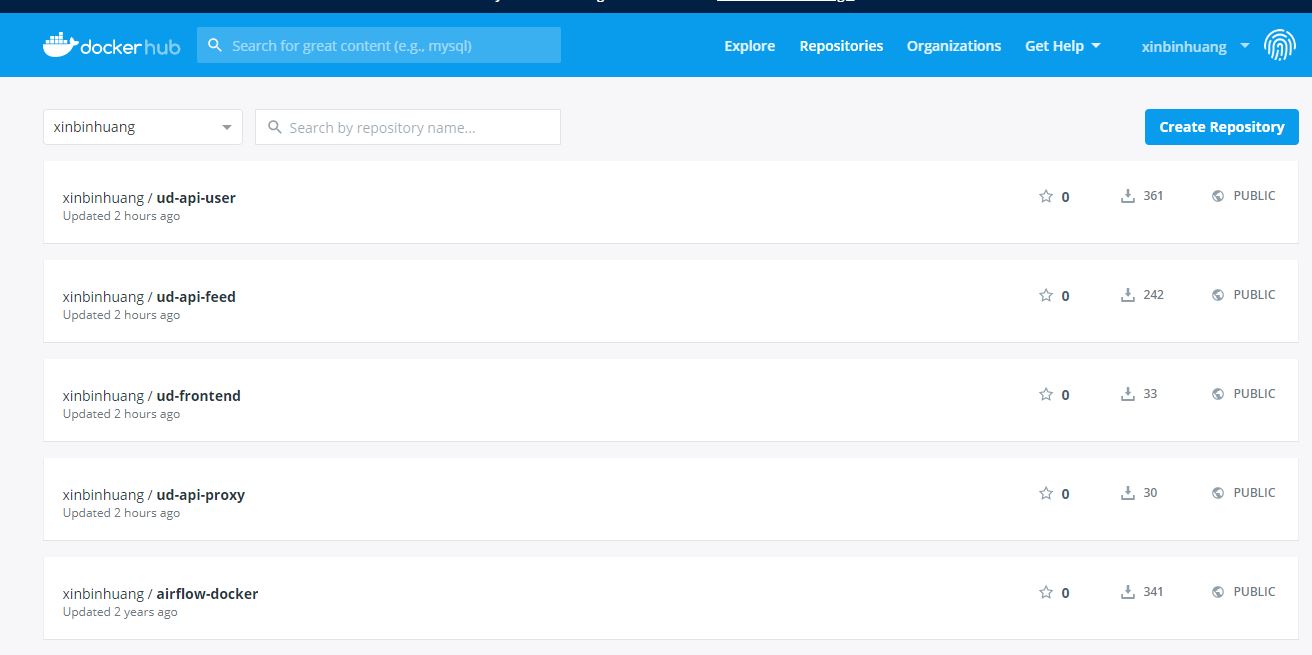 docker hub
Search for great content (e.g., mysql)
Explore
Repositories
Organizations
Get Help
xinbinhuang
xinbinhuang
Search by repository name...
Create Repository
xinbinhuang / ud-api-user
Updated 2 hours ago
0
361
PUBLIC
xinbinhuang / ud-api-feed
Updated 2 hours ago
0
242
PUBLIC
xinbinhuang / ud-frontend
Updated 2 hours ago
0
33
PUBLIC
xinbinhuang / ud-api-proxy
Updated 2 hours ago
0
30
PUBLIC
xinbinhuang / airflow-docker
Updated 2 years ago
0
341
PUBLIC